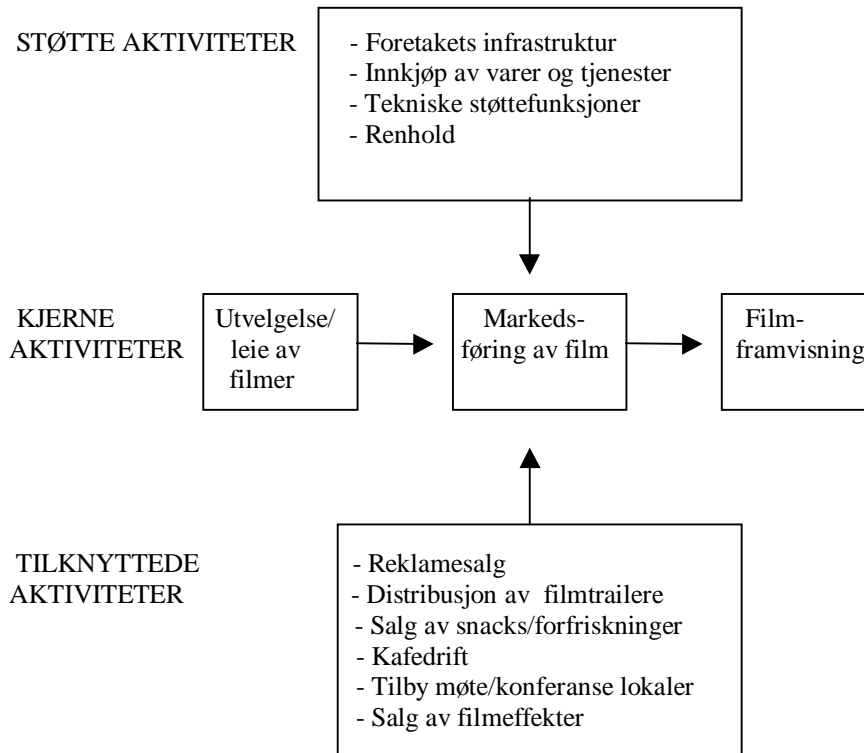 STØTTE AKTIVITETER
- Foretakets infrastruktur
- Innkjøp av varer og tjenester
- Tekniske støttefunksjoner
- Renhold
KJERNE
AKTIVITETER
Utvelgelse/
leie av
filmer
Markeds-
føring av film
Film-
framvisning
TILKNYTTEDE
AKTIVITETER
- Reklamesalg
- Distribusjon av filmtrailere
- Salg av snacks/forfriskninger
- Kafedrift
- Tilby møte/konferanse lokaler
- Salg av filmeffekter